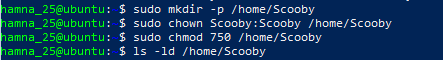 hamna_25@ubuntu: $ sudo mkdir -p /home/Scooby
hamna_25@ubuntu: $ sudo chown Scooby:Scooby /home/Scooby
hamna_25@ubuntu: $ sudo chmod 750 /home/Scooby
hamna_25@ubuntu: $ ls -ld /home/Scooby